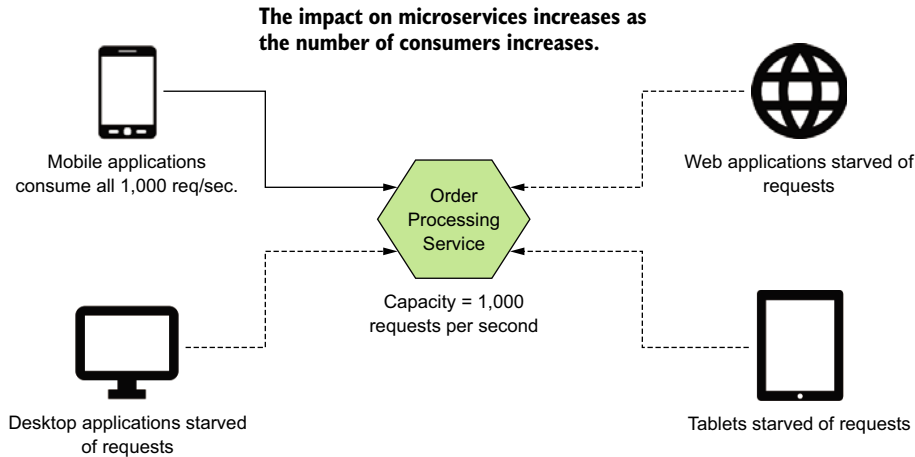 The impact on microservices increases as
the number of consumers increases.
Mobile applications
consume all 1,000 req/sec.
Web applications starved of
requests
Order
Processing
Service
Capacity = 1,000
requests per second
Desktop applications starved
of requests
Tablets starved of requests